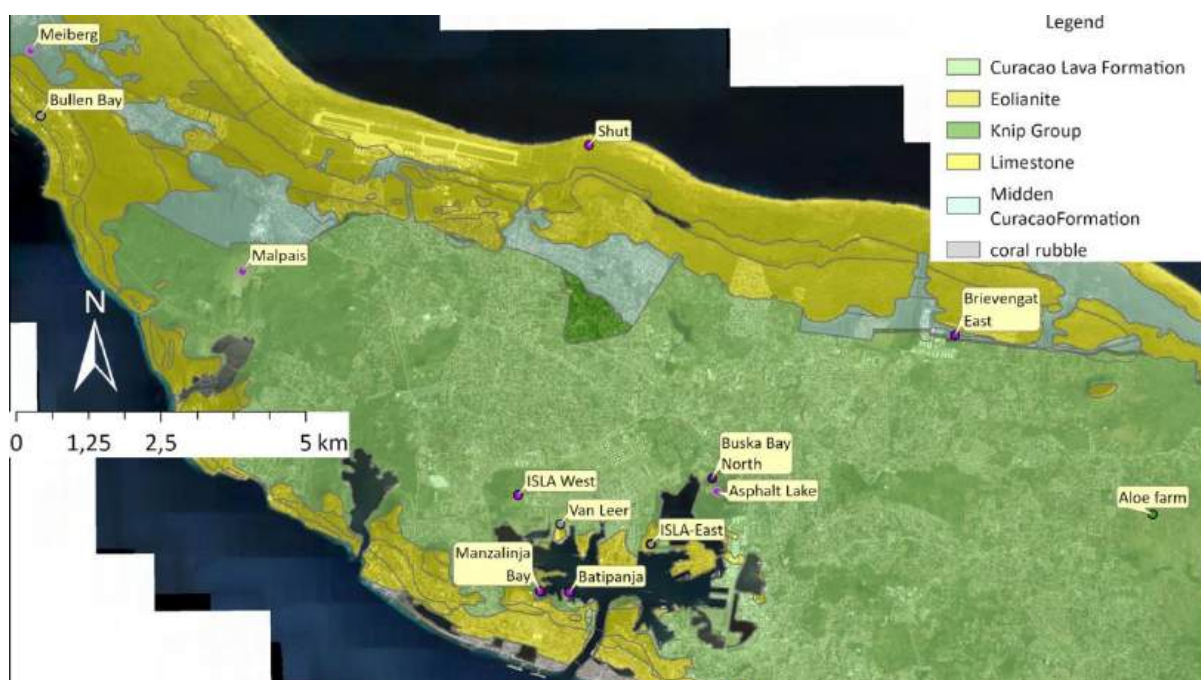 Legend
Curacao Lava Formation
Eolianite
Knip Group
Limestone
Midden
CuracaoFormation
coral rubble
Meiberg
Bullen Bay
Shut
Malpais
Brievengat
East
N
0 1,25 2,5 5 km
Buska Bay
North
ISLA West
Asphalt Lake
Van Leer
Aloe farm
ISLA-East
Manzalinja
Bay
Batipanja